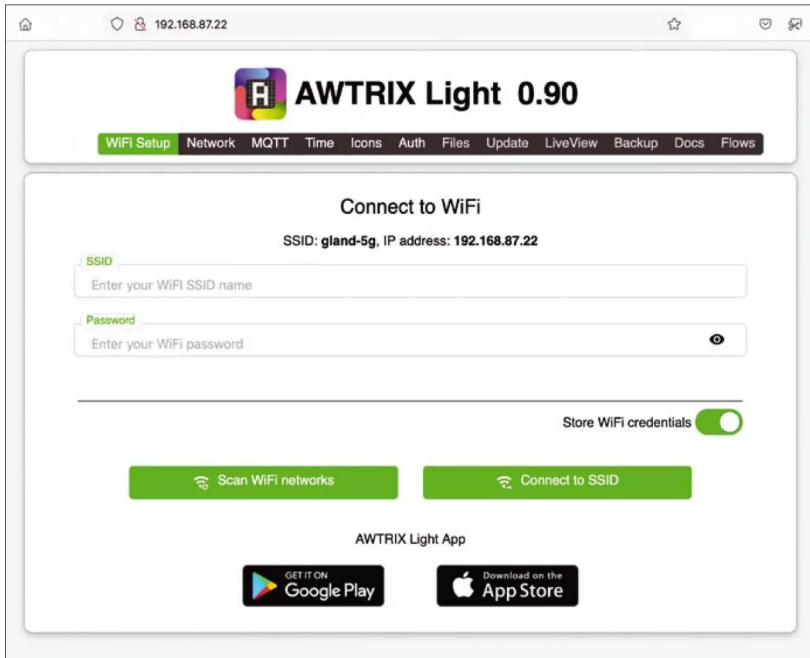 192.168.87.22
AWTRIX Light 0.90
WiFi Setup Network MQTT Time Icons Auth Files Update LiveView Backup Docs Flows
Connect to WiFi
SSID: gland-5g, IP address: 192.168.87.22
SSID
Enter your WiFI SSID name
Password
Enter your WiFi password
Store WiFi credentials
Scan WiFi networks Connect to SSID
AWTRIX Light App
GET IT ON
Google Play
Download on the
App Store